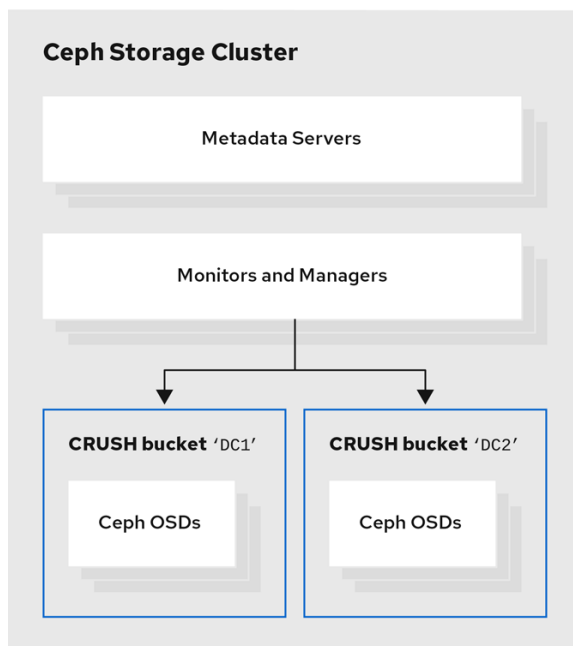 Ceph Storage Cluster
Metadata Servers
Monitors and Managers
CRUSH bucket ‘DC1’
Ceph OSDs
CRUSH bucket ‘DC2’
Ceph OSDs